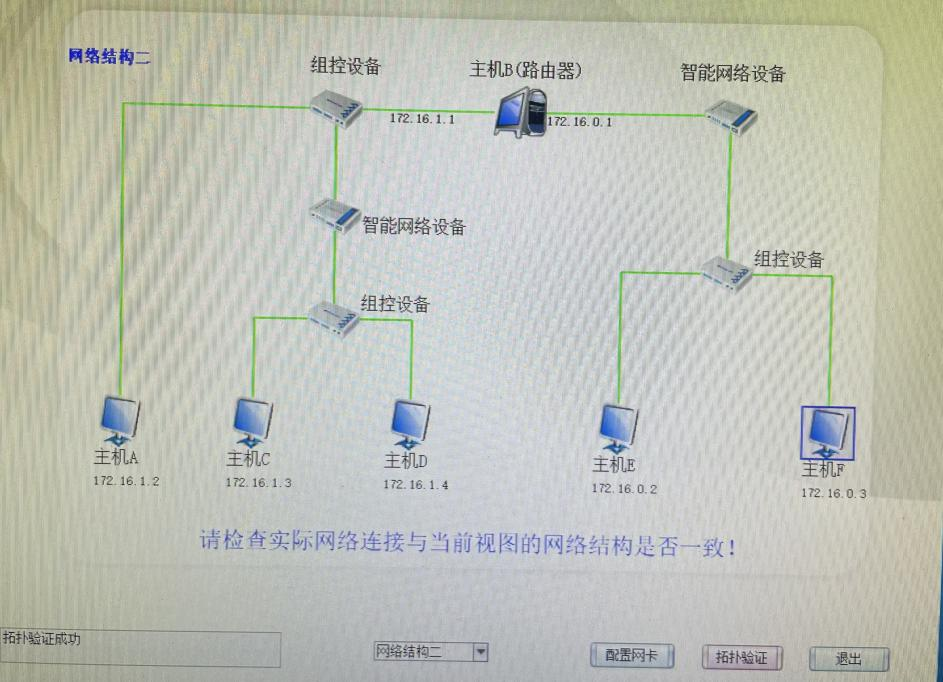 网络结构二
组控设备
主机B(路由器)
智能网络设备
172.16.1.1
172.16.0.1
智能网络设备
组控设备
组控设备
主机A
主机C
主机D
主机E
主机F
172.16.1.2
172.16.1.3
172.16.1.4
172.16.0.2
172.16.0.3
请检查实际网络连接与当前视图的网络结构是否一致!
拓扑验证成功
网络结构二
配置网卡
拓扑验证
退出